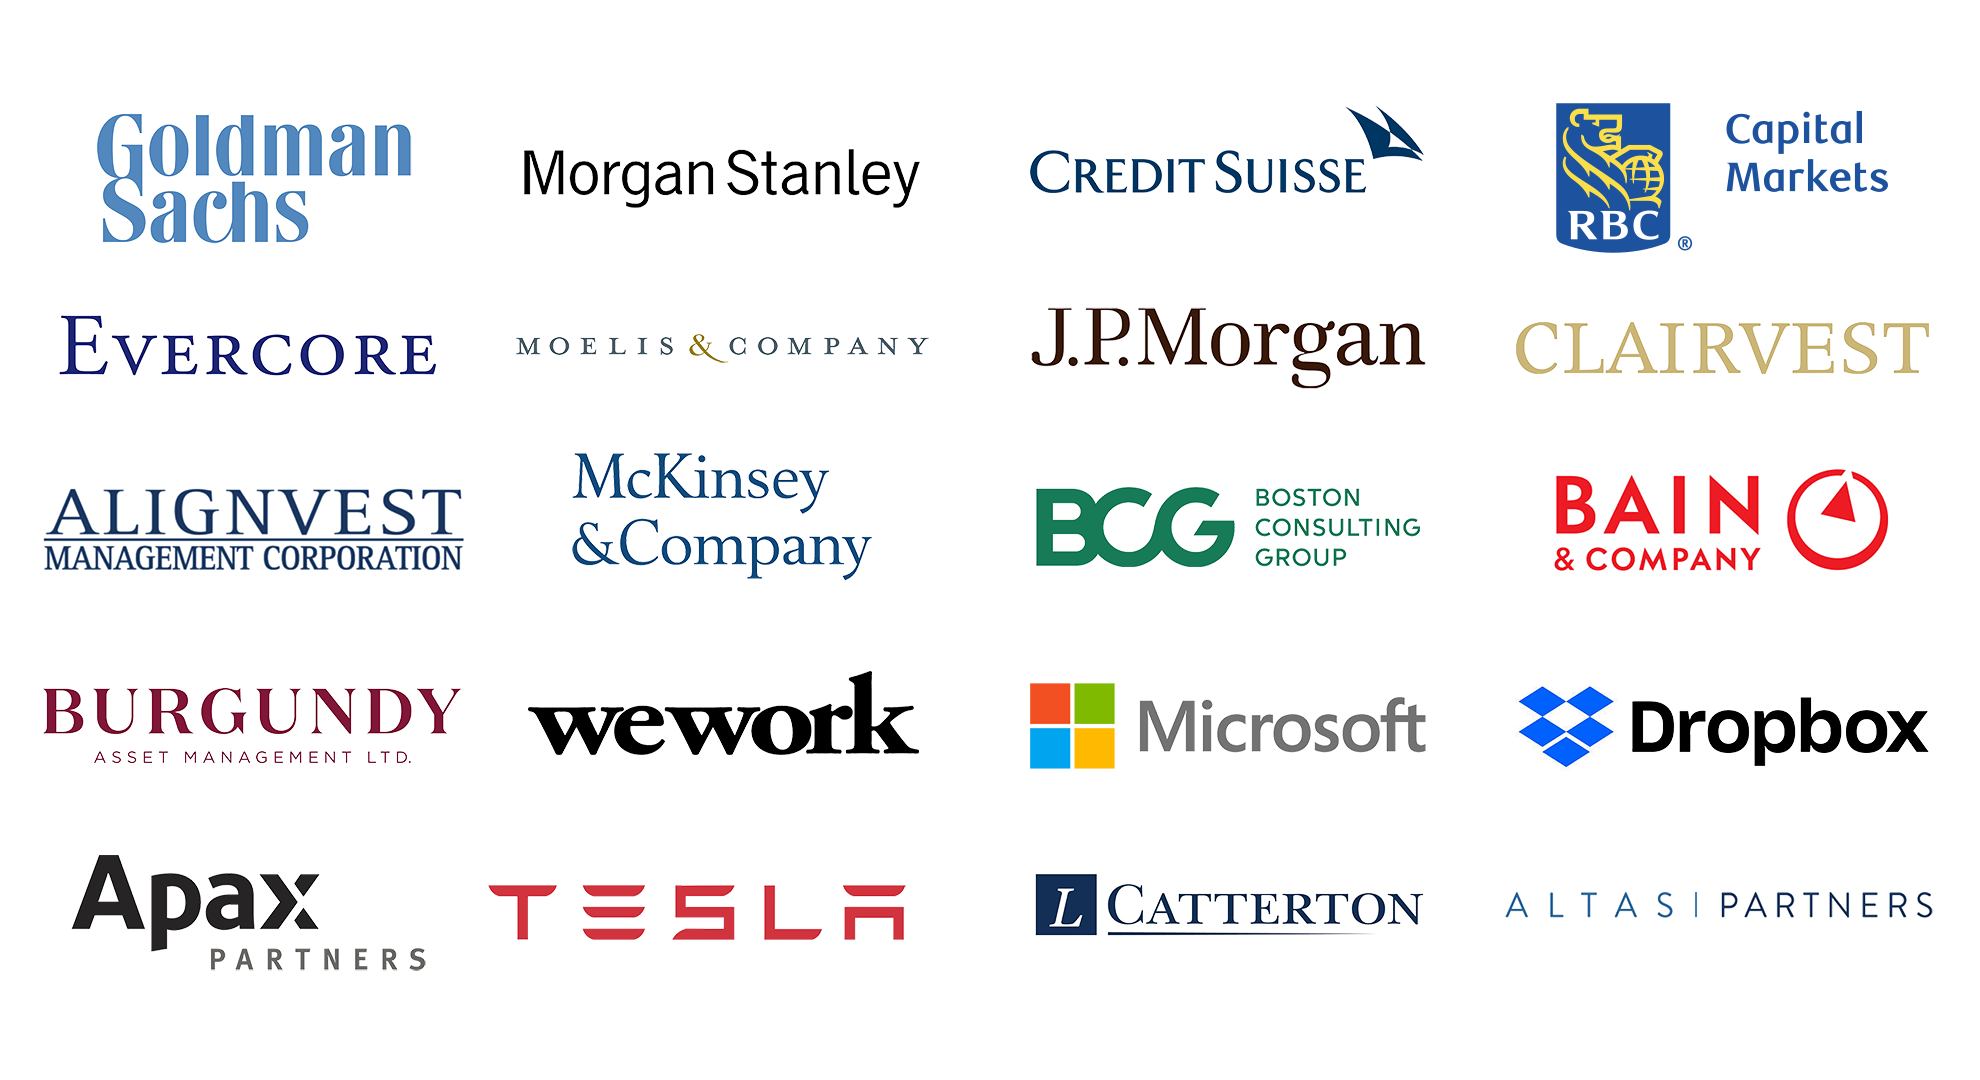 Goldman
Sachs
Morgan Stanley
CREDIT SUISSE
RBC
®
Capital
Markets
EVERCORE
MOELIS & COMPANY
J.P.Morgan
CLAIRVEST
ALIGNVEST
MANAGEMENT CORPORATION
McKinsey
&Company
BCG
BOSTON
CONSULTING
GROUP
BAIN
& COMPANY
BURGUNDY
ASSET MANAGEMENT LTD.
wework
Microsoft
Dropbox
Apax
PARTNERS
TESLA
L CATTERTON
ALTAS | PARTNERS